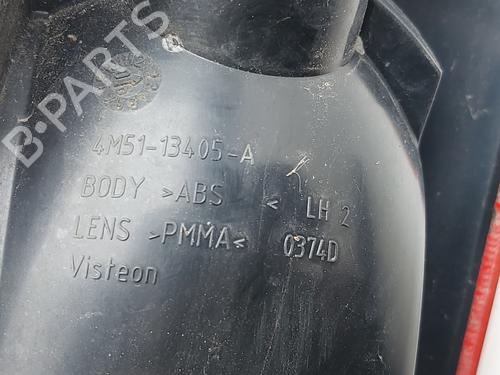 B-PARTS
4M51-13405-A
BODY >ABS < LH 2
LENS >PMMA< 0374D
Visteon